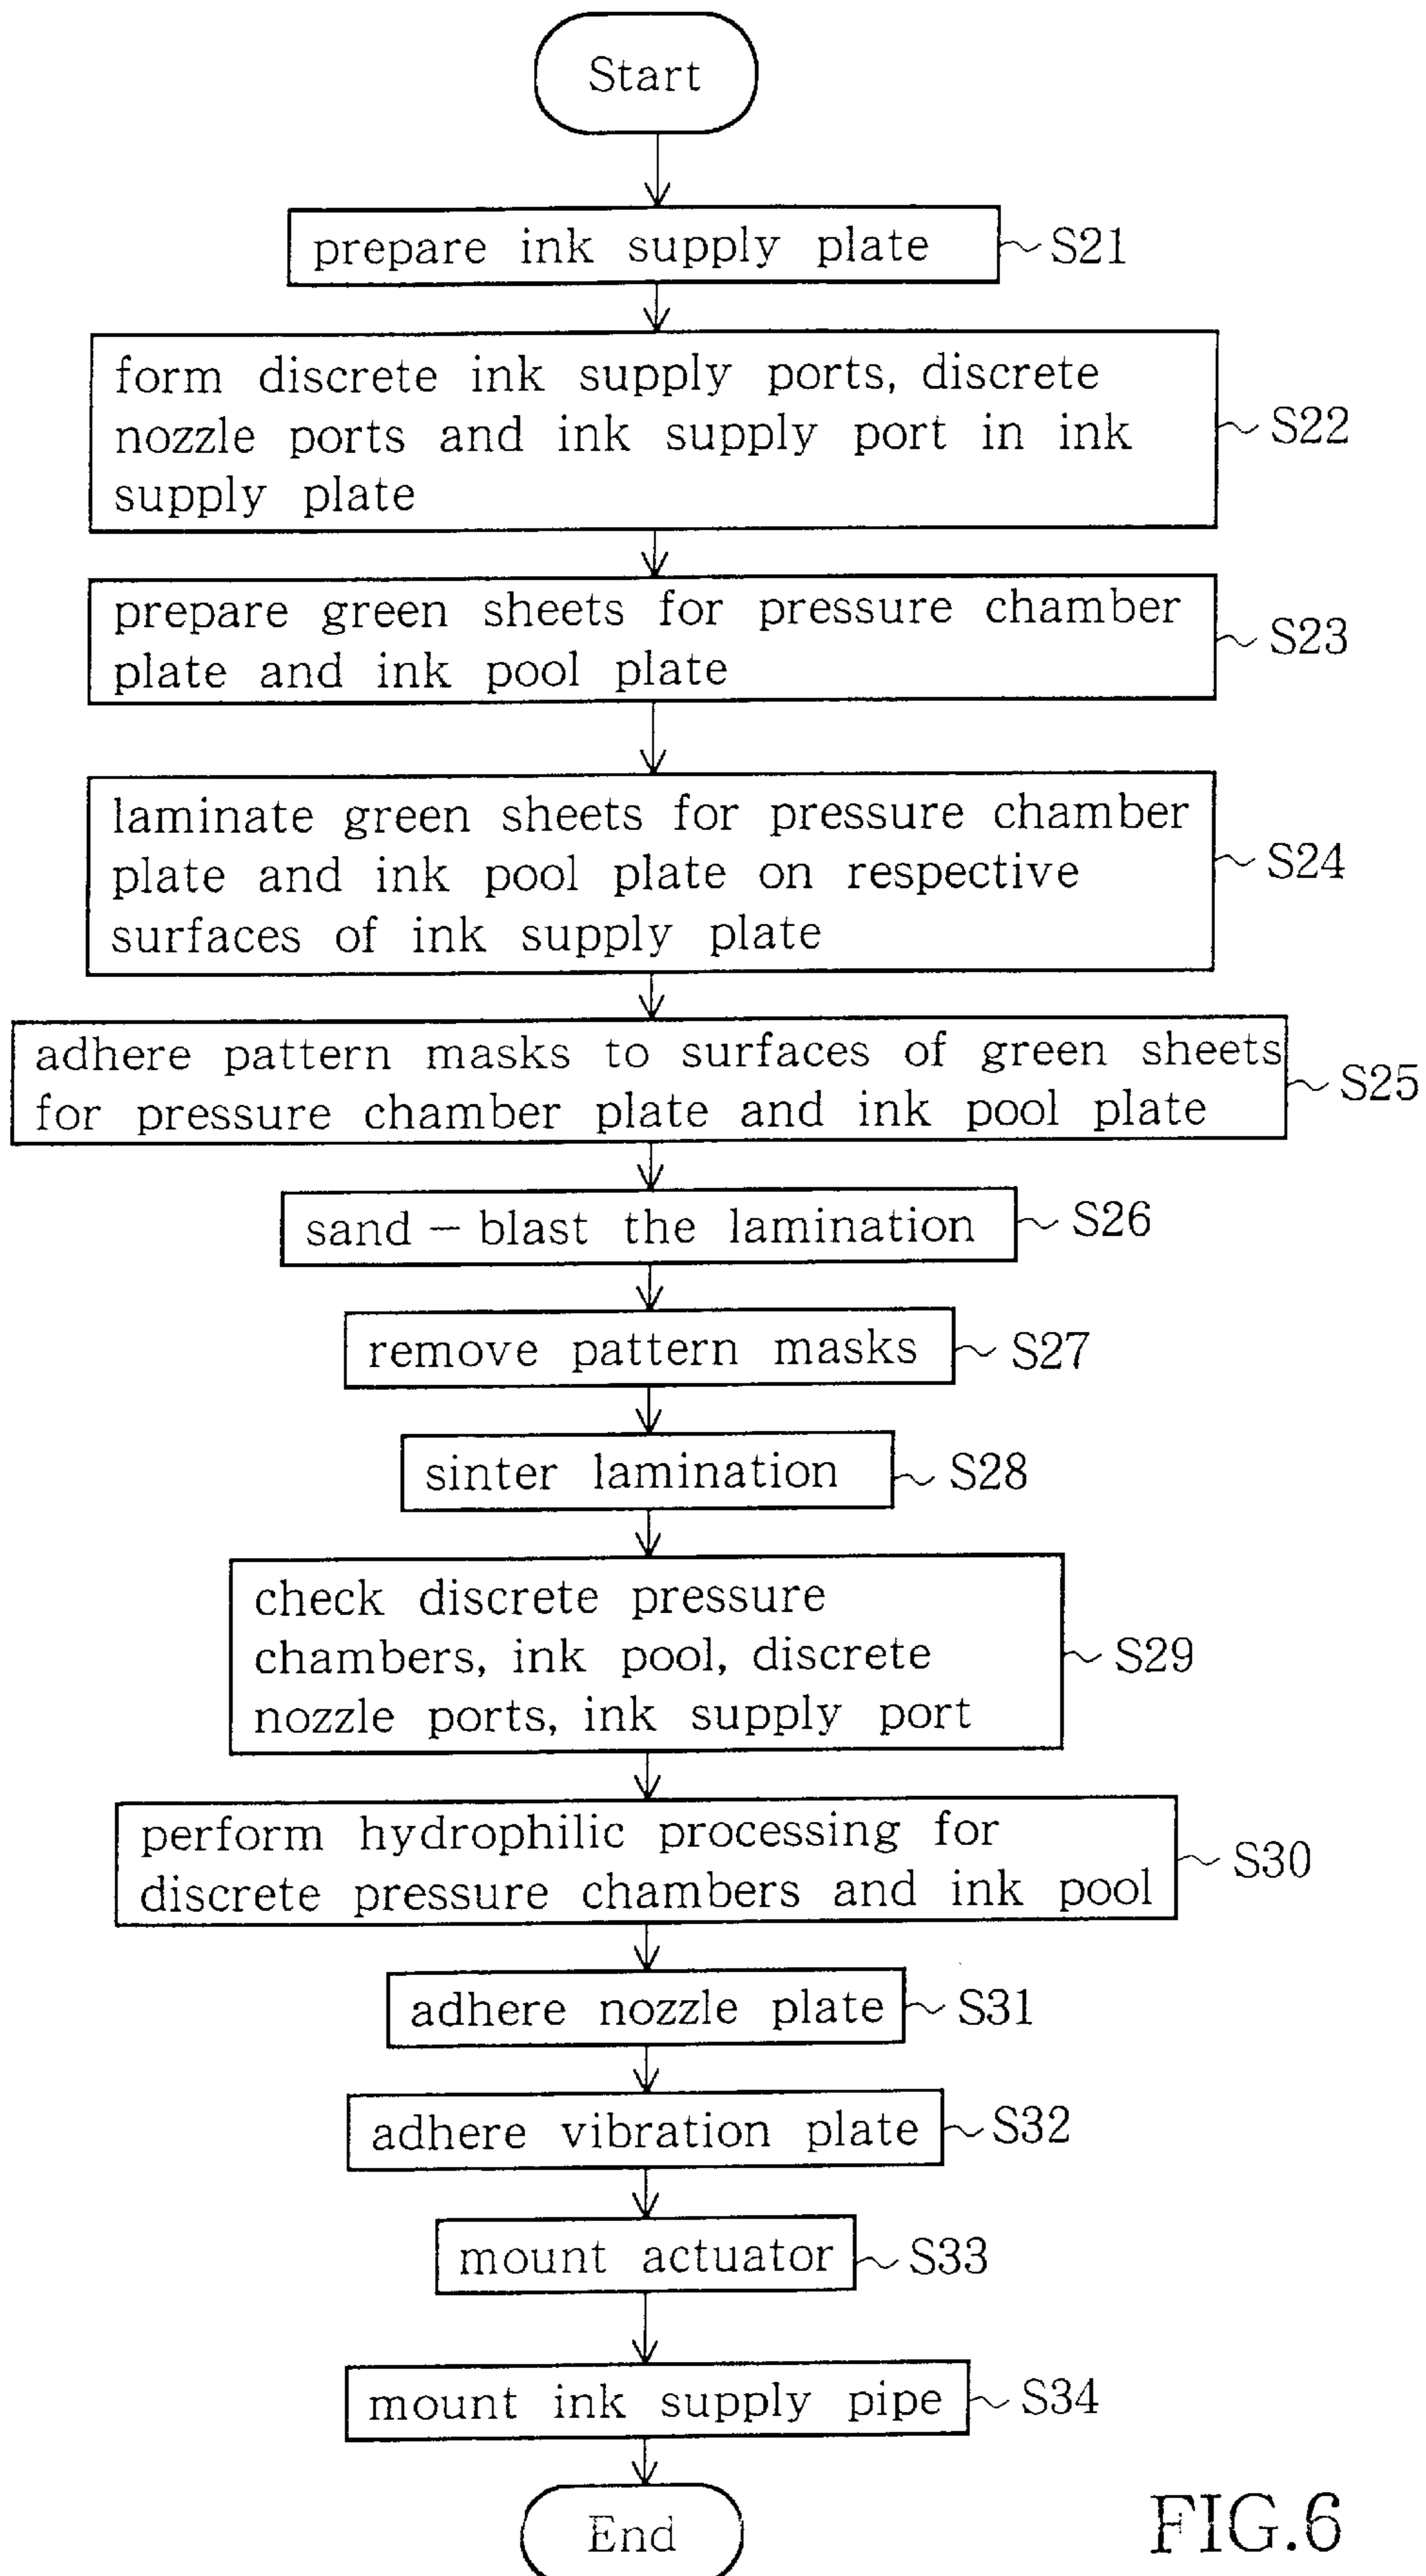 Start
prepare ink supply plate
S21
form discrete ink supply ports, discrete
nozzle ports and ink supply port in ink
supply plate
S22
prepare green sheets for pressure chamber
plate and ink pool plate
S23
laminate green sheets for pressure chamber
plate and ink pool plate on respective
surfaces of ink supply plate
S24
adhere pattern masks to surfaces of green sheets
for pressure chamber plate and ink pool plate
S25
sand-blast the lamination
S26
remove pattern masks
S27
sinter lamination
S28
check discrete pressure
chambers, ink pool, discrete
nozzle ports, ink supply port
S29
perform hydrophilic processing for
discrete pressure chambers and ink pool
S30
adhere nozzle plate
S31
adhere vibration plate
S32
mount actuator
S33
mount ink supply pipe
S34
End
FIG.6